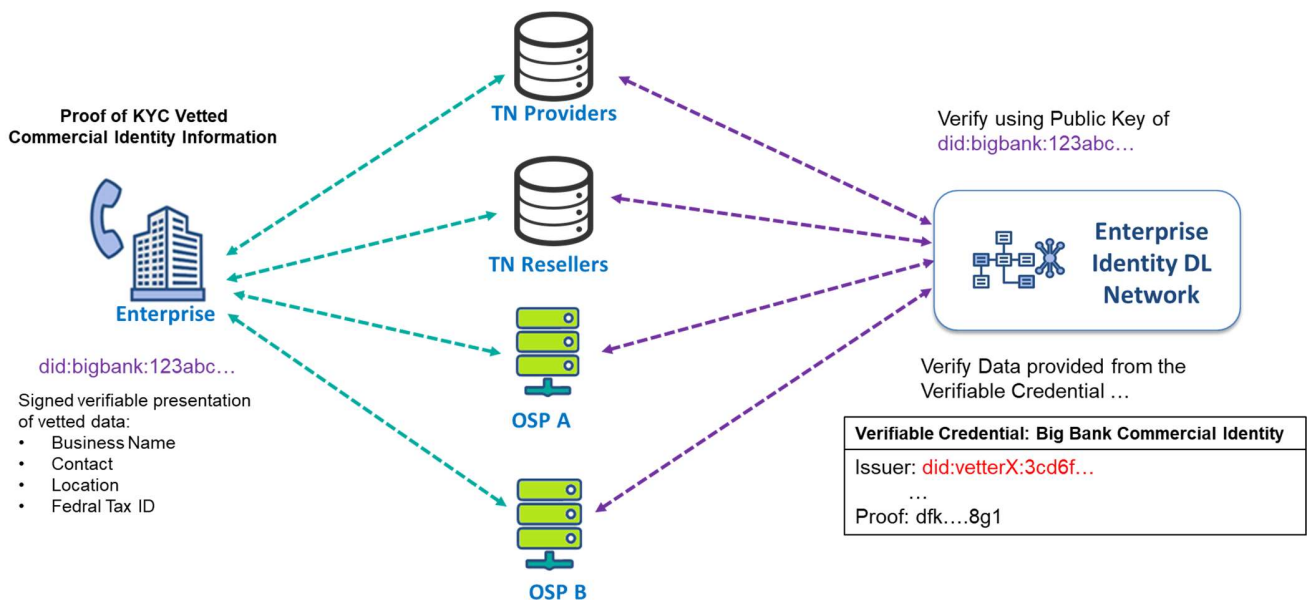 Proof of KYC Vetted
Commercial Identity Information
Enterprise
did:bigbank:123abc…
Signed verifiable presentation
of vetted data:
• Business Name
• Contact
• Location
• Fedral Tax ID
TN Providers
TN Resellers
OSP A
OSP B
Verify using Public Key of
did:bigbank:123abc…
Enterprise
Identity DL
Network
Verify Data provided from the
Verifiable Credential …
Verifiable Credential: Big Bank Commercial Identity
Issuer: did:vetterX:3cd6f…
…
Proof: dfk….8g1